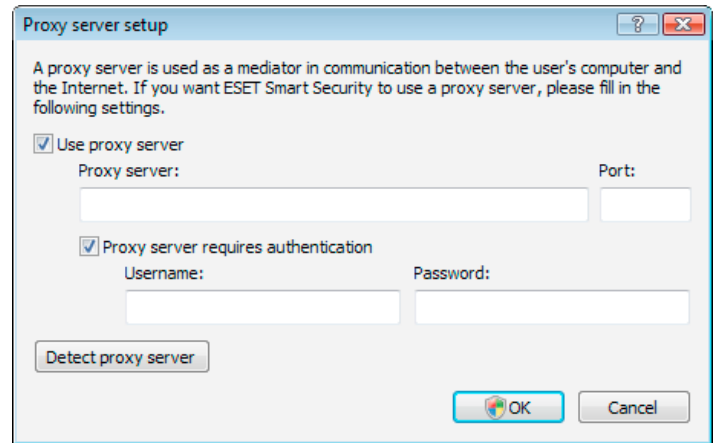 Proxy server setup
A proxy server is used as a mediator in communication between the user's computer and
the Internet. If you want ESET Smart Security to use a proxy server, please fill in the
following settings.
Use proxy server
Proxy server: Port:
Proxy server requires authentication
Username: Password:
Detect proxy server
OK Cancel